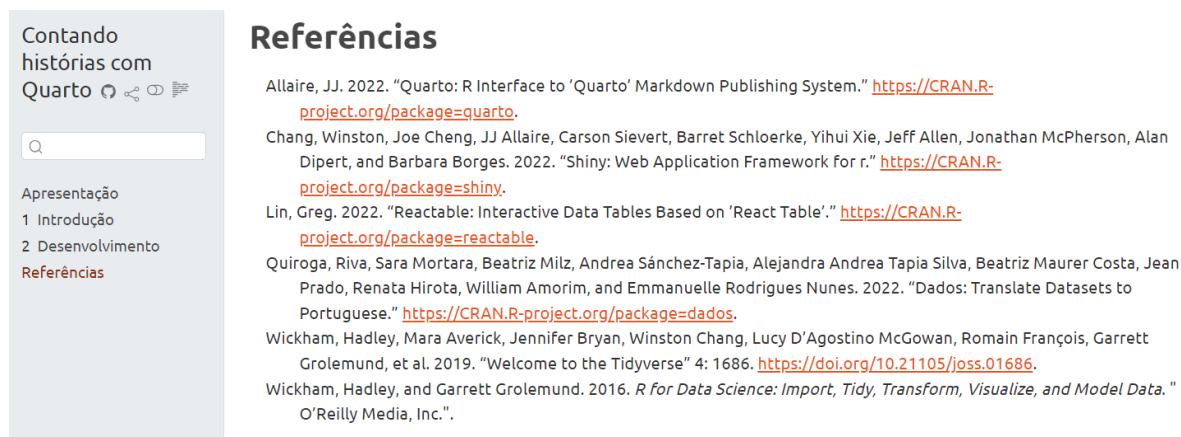 Contando
histórias com
Quarto
Apresentação
1 Introdução
2 Desenvolvimento
Referências
Referências
Allaire, JJ. 2022. “Quarto: R Interface to ’Quarto’ Markdown Publishing System.” https://CRAN.R-
project.org/package=quarto.
Chang, Winston, Joe Cheng, JJ Allaire, Carson Sievert, Barret Schloerke, Yihui Xie, Jeff Allen, Jonathan McPherson, Alan
Dipert, and Barbara Borges. 2022. “Shiny: Web Application Framework for r.” https://CRAN.R-
project.org/package=shiny.
Lin, Greg. 2022. “Reactable: Interactive Data Tables Based on ’React Table’.” https://CRAN.R-
project.org/package=reactable.
Quiroga, Riva, Sara Mortara, Beatriz Milz, Andrea Sánchez-Tapia, Alejandra Andrea Tapia Silva, Beatriz Maurer Costa, Jean
Prado, Renata Hirota, William Amorim, and Emmanuelle Rodrigues Nunes. 2022. “Dados: Translate Datasets to
Portuguese.” https://CRAN.R-project.org/package=dados.
Wickham, Hadley, Mara Averick, Jennifer Bryan, Winston Chang, Lucy D’Agostino McGowan, Romain François, Garrett
Grolemund, et al. 2019. “Welcome to the Tidyverse” 4: 1686. https://doi.org/10.21105/joss.01686.
Wickham, Hadley, and Garrett Grolemund. 2016. R for Data Science: Import, Tidy, Transform, Visualize, and Model Data. "
O’Reilly Media, Inc.".